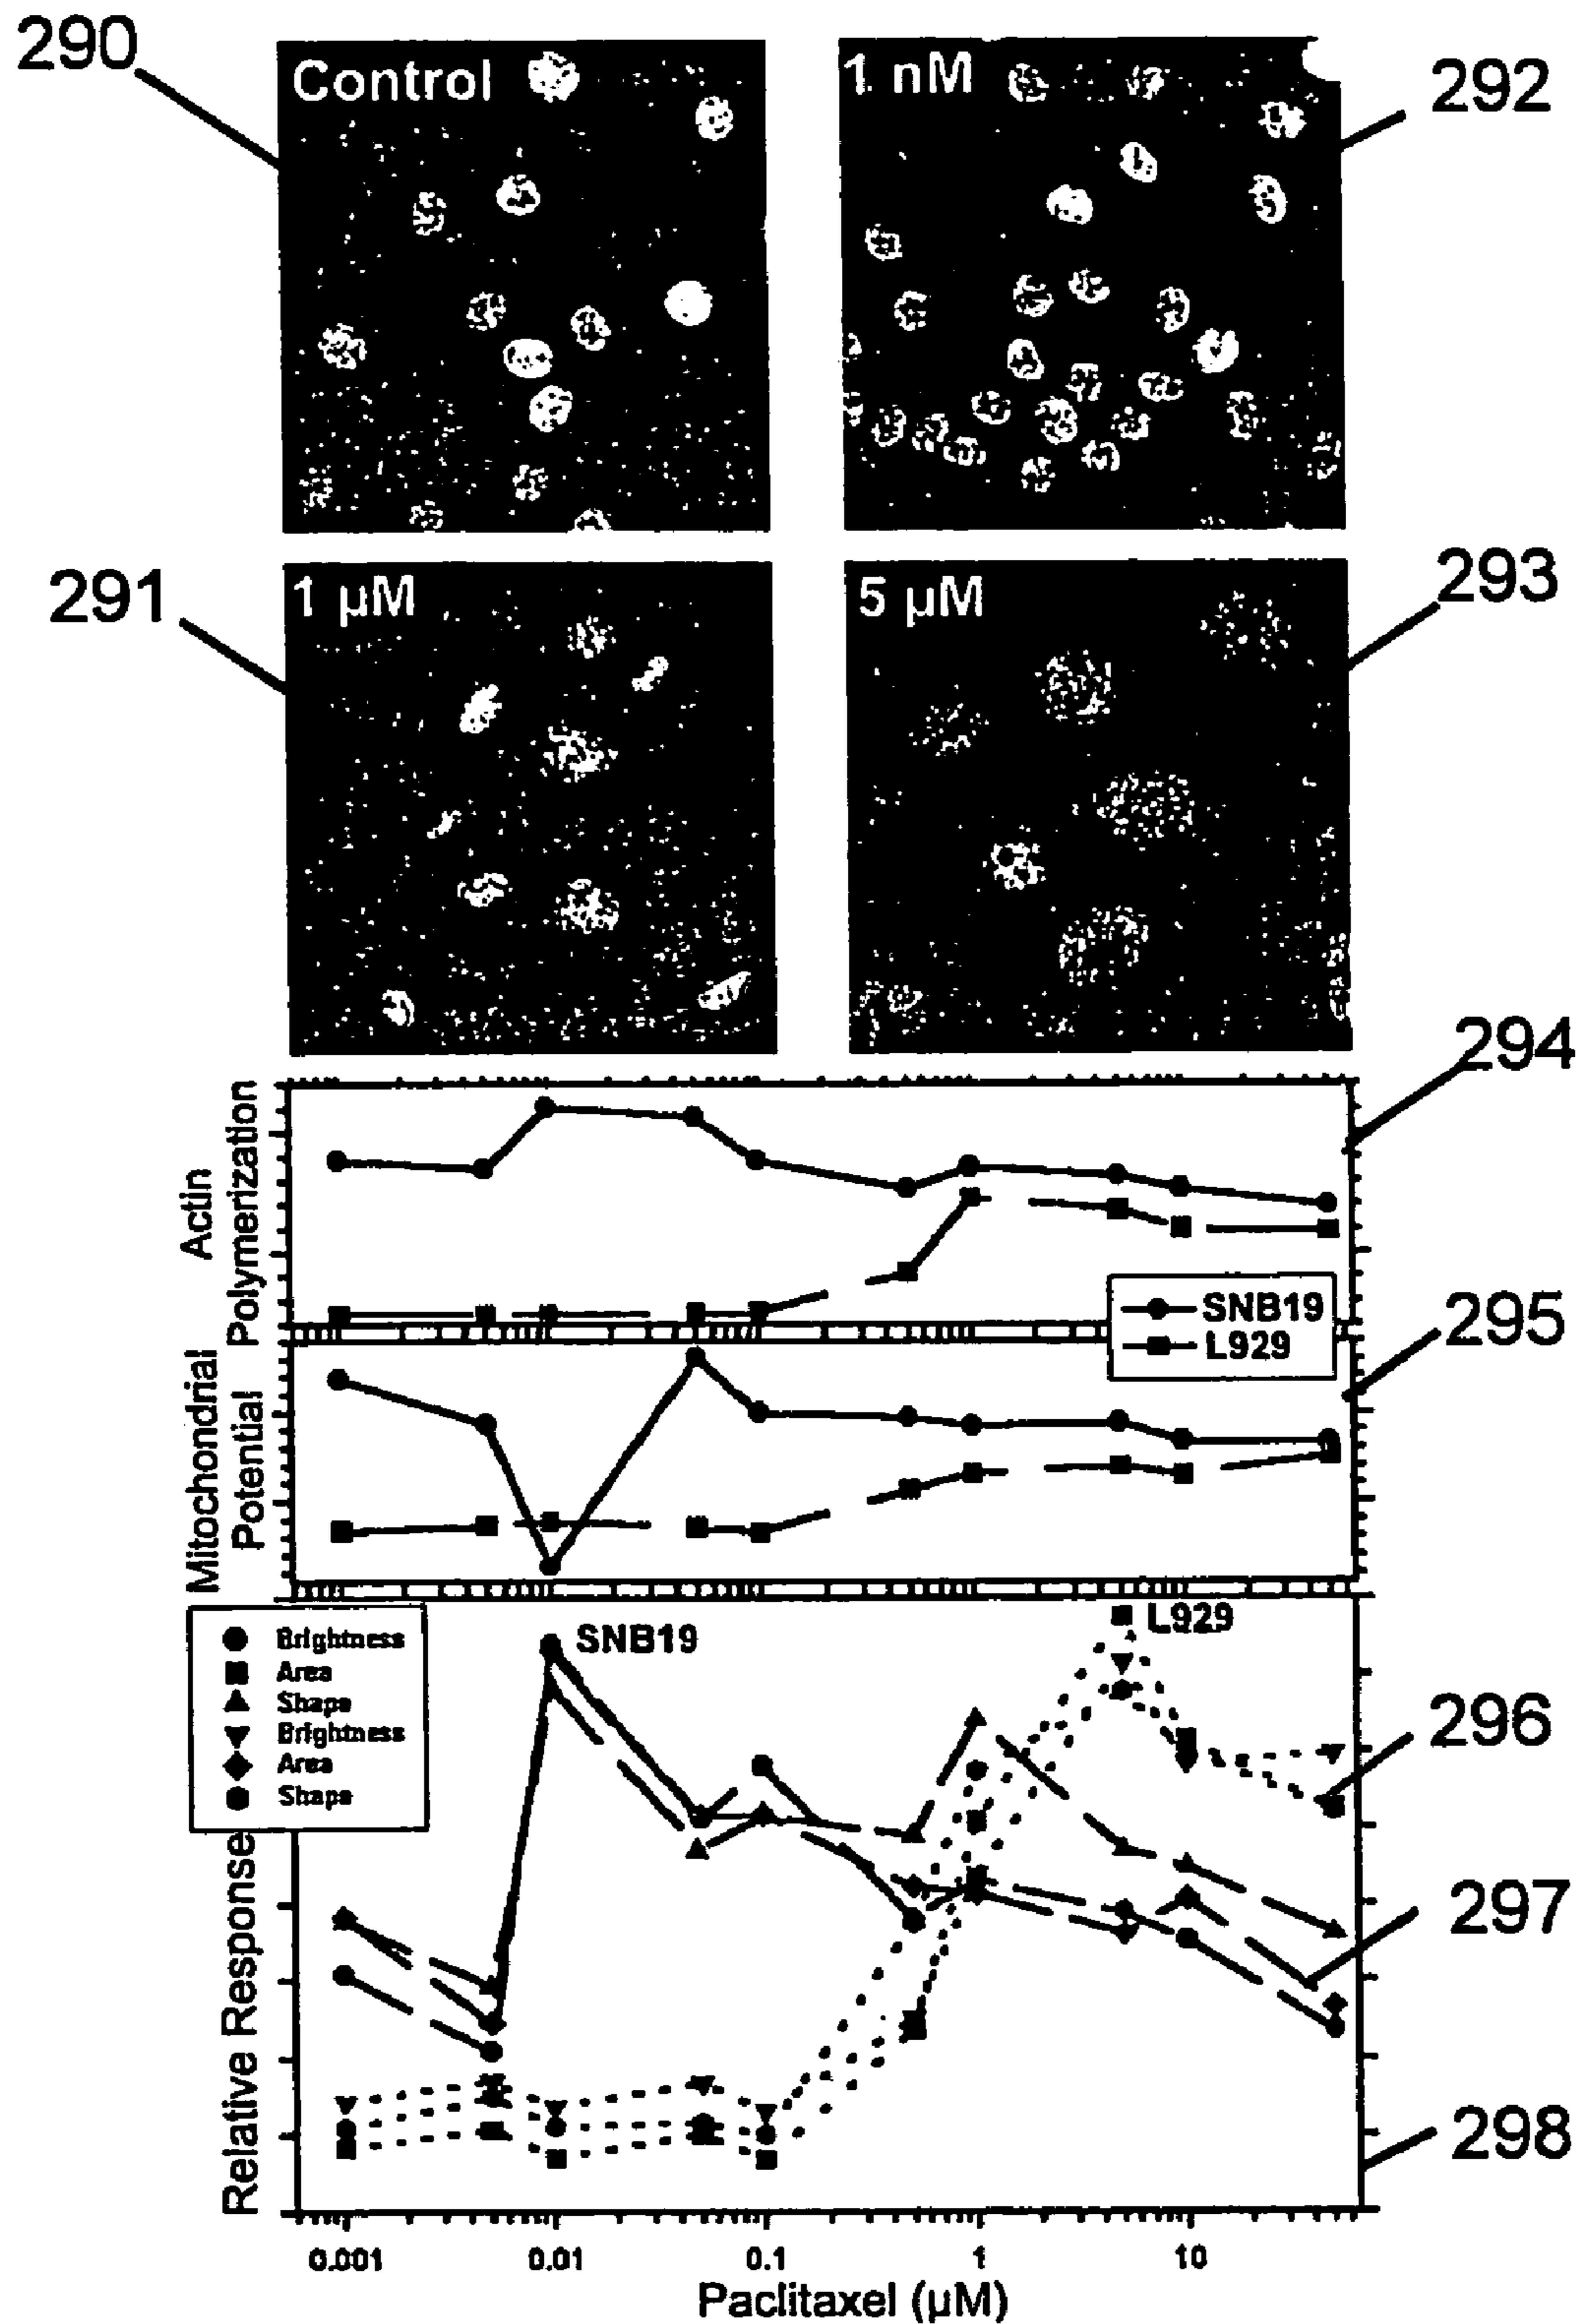 290
Control
1 nM
292
291
1 µM
5 µM
293
294
Actin
Polymerization
SNB19
L929
295
Mitochondrial
Potential
Brightness
Area
Shape
Brightness
Area
Shape
SNB19
L929
296
297
298
Relative Response
0.001
0.01
0.1
1
10
Paclitaxel (µM)